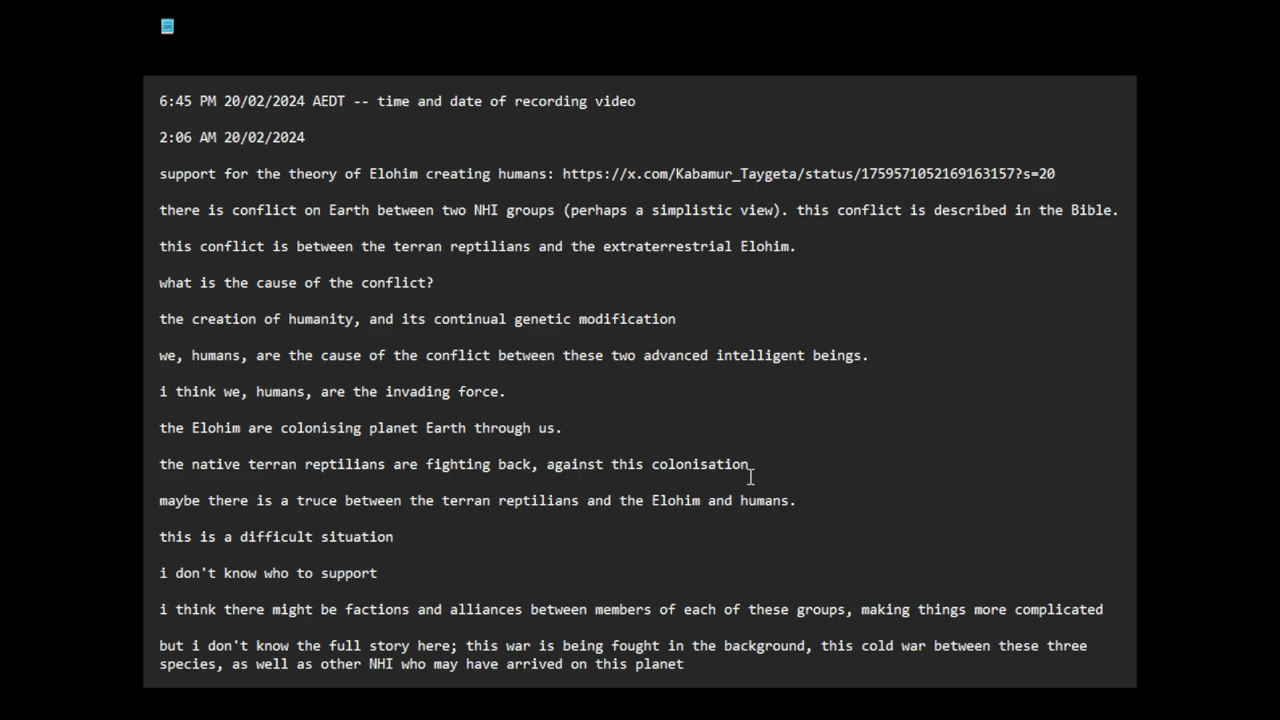 6:45 PM 20/02/2024 AEDT -- time and date of recording video
2:06 AM 20/02/2024
support for the theory of Elohim creating humans: https://x.com/Kabamur_Taygeta/status/1759571052169163157?s=20
there is conflict on Earth between two NHI groups (perhaps a simplistic view). this conflict is described in the Bible.
this conflict is between the terran reptilians and the extraterrestrial Elohim.
what is the cause of the conflict?
the creation of humanity, and its continual genetic modification
we, humans, are the cause of the conflict between these two advanced intelligent beings.
i think we, humans, are the invading force.
the Elohim are colonising planet Earth through us.
the native terran reptilians are fighting back, against this colonisation
maybe there is a truce between the terran reptilians and the Elohim and humans.
this is a difficult situation
i don't know who to support
i think there might be factions and alliances between members of each of these groups, making things more complicated
but i don't know the full story here; this war is being fought in the background, this cold war between these three
species, as well as other NHI who may have arrived on this planet